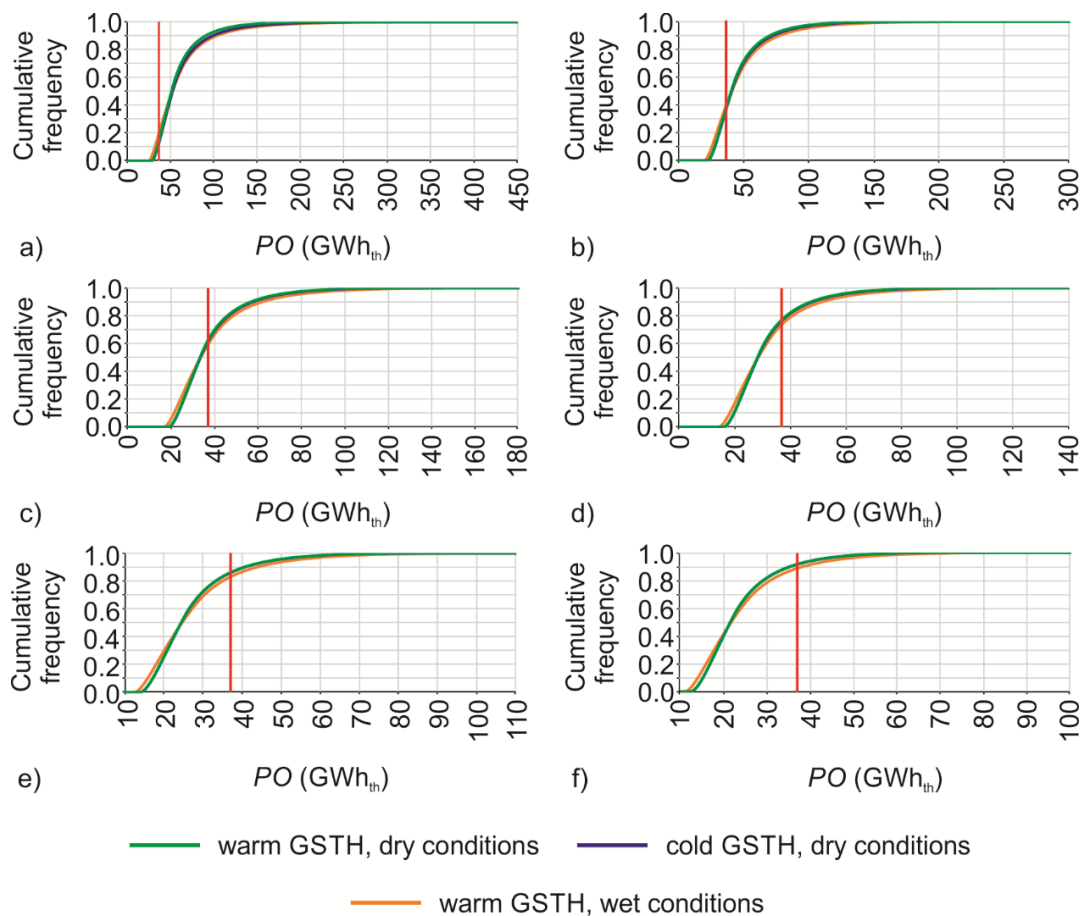 1.0
0.8
0.6
0.4
0.2
0.0
Cumulative frequency
0 50 100 150 200 250 300 350 400 450
a) PO (GWhth)
1.0
0.8
0.6
0.4
0.2
0.0
Cumulative frequency
0 50 100 150 200 250 300
b) PO (GWhth)
1.0
0.8
0.6
0.4
0.2
0.0
Cumulative frequency
0 20 40 60 80 100 120 140 160 180
c) PO (GWhth)
1.0
0.8
0.6
0.4
0.2
0.0
Cumulative frequency
0 20 40 60 80 100 120 140
d) PO (GWhth)
1.0
0.8
0.6
0.4
0.2
0.0
Cumulative frequency
10 20 30 40 50 60 70 80 90 100 110
e) PO (GWhth)
1.0
0.8
0.6
0.4
0.2
0.0
Cumulative frequency
10 20 30 40 50 60 70 80 90 100
f) PO (GWhth)
warm GSTH, dry conditions cold GSTH, dry conditions
warm GSTH, wet conditions